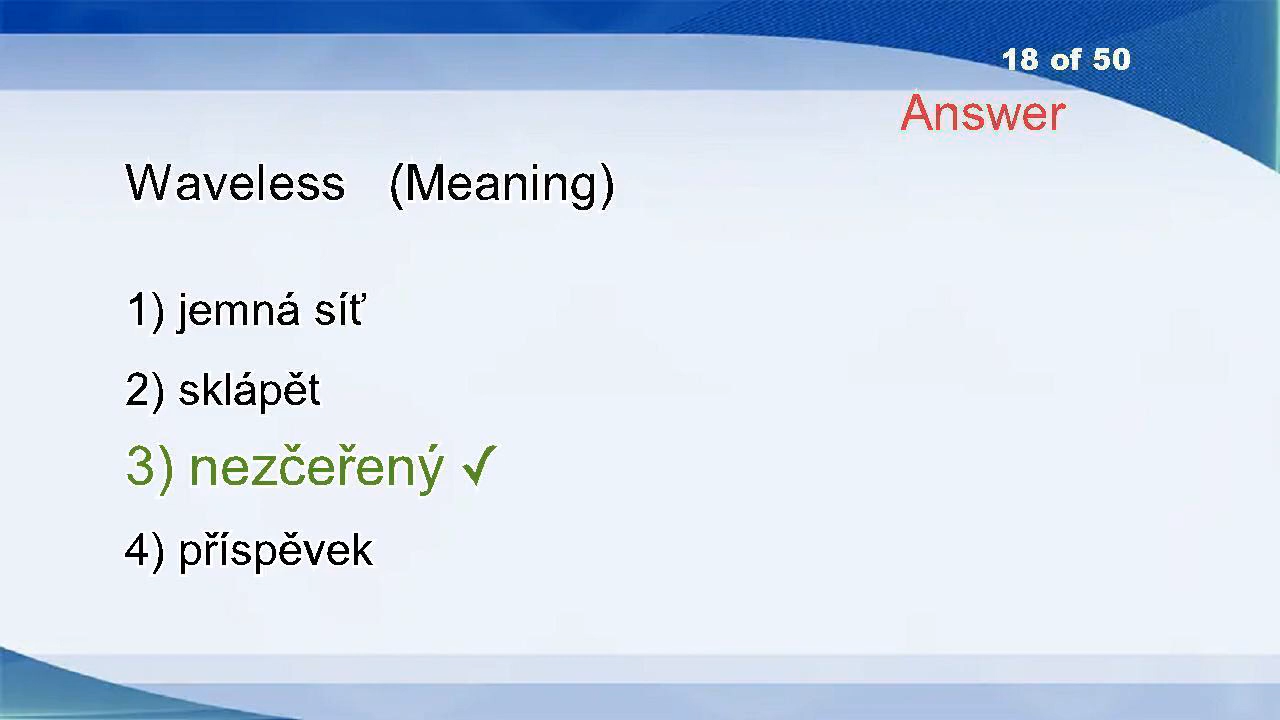 18 of 50
Answer
Waveless (Meaning)
1) jemná síť
2) sklápět
3) nezčeřený ✓
4) příspěvek